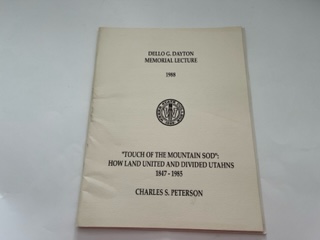 DELLO G. DAYTON
MEMORIAL LECTURE
1988
"TOUCH OF THE MOUNTAIN SOD":
HOW LAND UNITED AND DIVIDED UTAHNS
1847 - 1985
CHARLES S. PETERSON